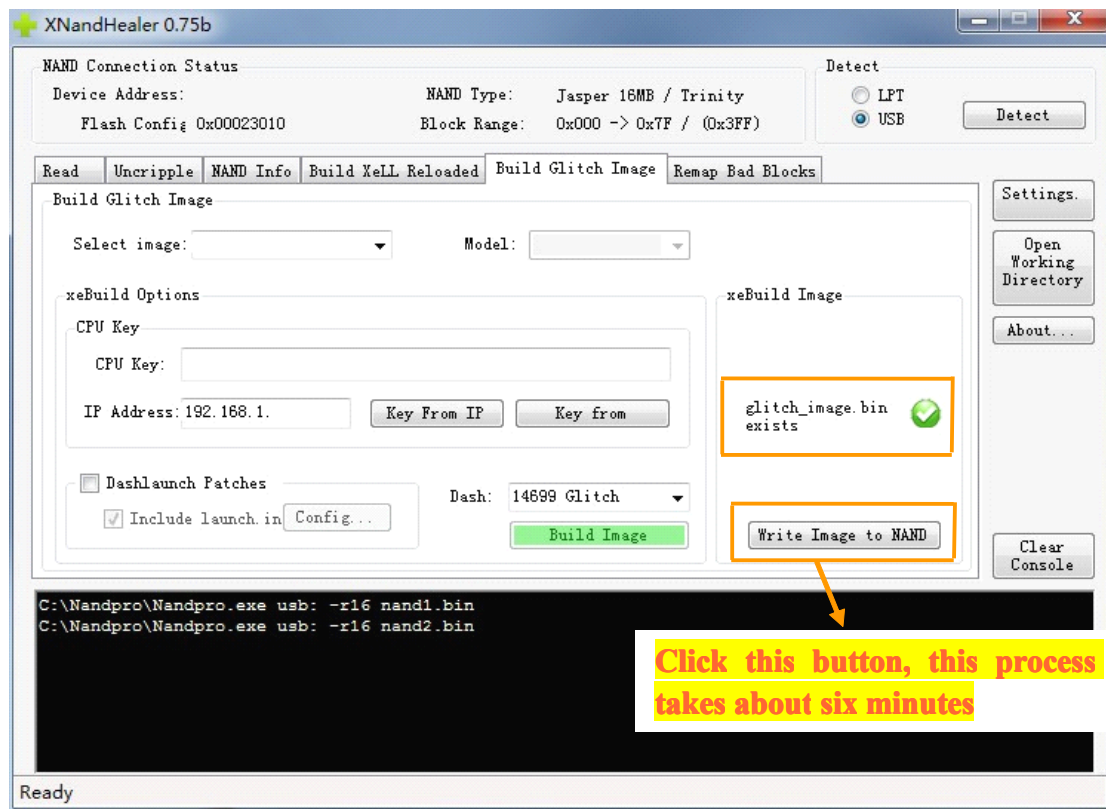 XNandHealer 0.75b
NAND Connection Status
Device Address:
NAND Type: Jasper 16MB / Trinity
Flash Config 0x00023010
Block Range: 0x000 -> 0x7F / (0x3FF)
Detect
LPT
USB
Detect
Read Uncripple NAND Info Build XeLL Reloaded Build Glitch Image Remap Bad Blocks
Build Glitch Image
Select image:
Model:
xeBuild Options
CPU Key
CPU Key:
IP Address: 192.168.1.
Key From IP
Key from
Dashlaunch Patches
Include launch.in
Config...
Dash: 14699 Glitch
Build Image
xeBuild Image
glitch_image.bin
exists
Write Image to NAND
Settings.
Open
Working
Directory
About...
Clear
Console
C:\Nandpro\Nandpro.exe usb: -r16 nand1.bin
C:\Nandpro\Nandpro.exe usb: -r16 nand2.bin
Click this button, this process
takes about six minutes
Ready